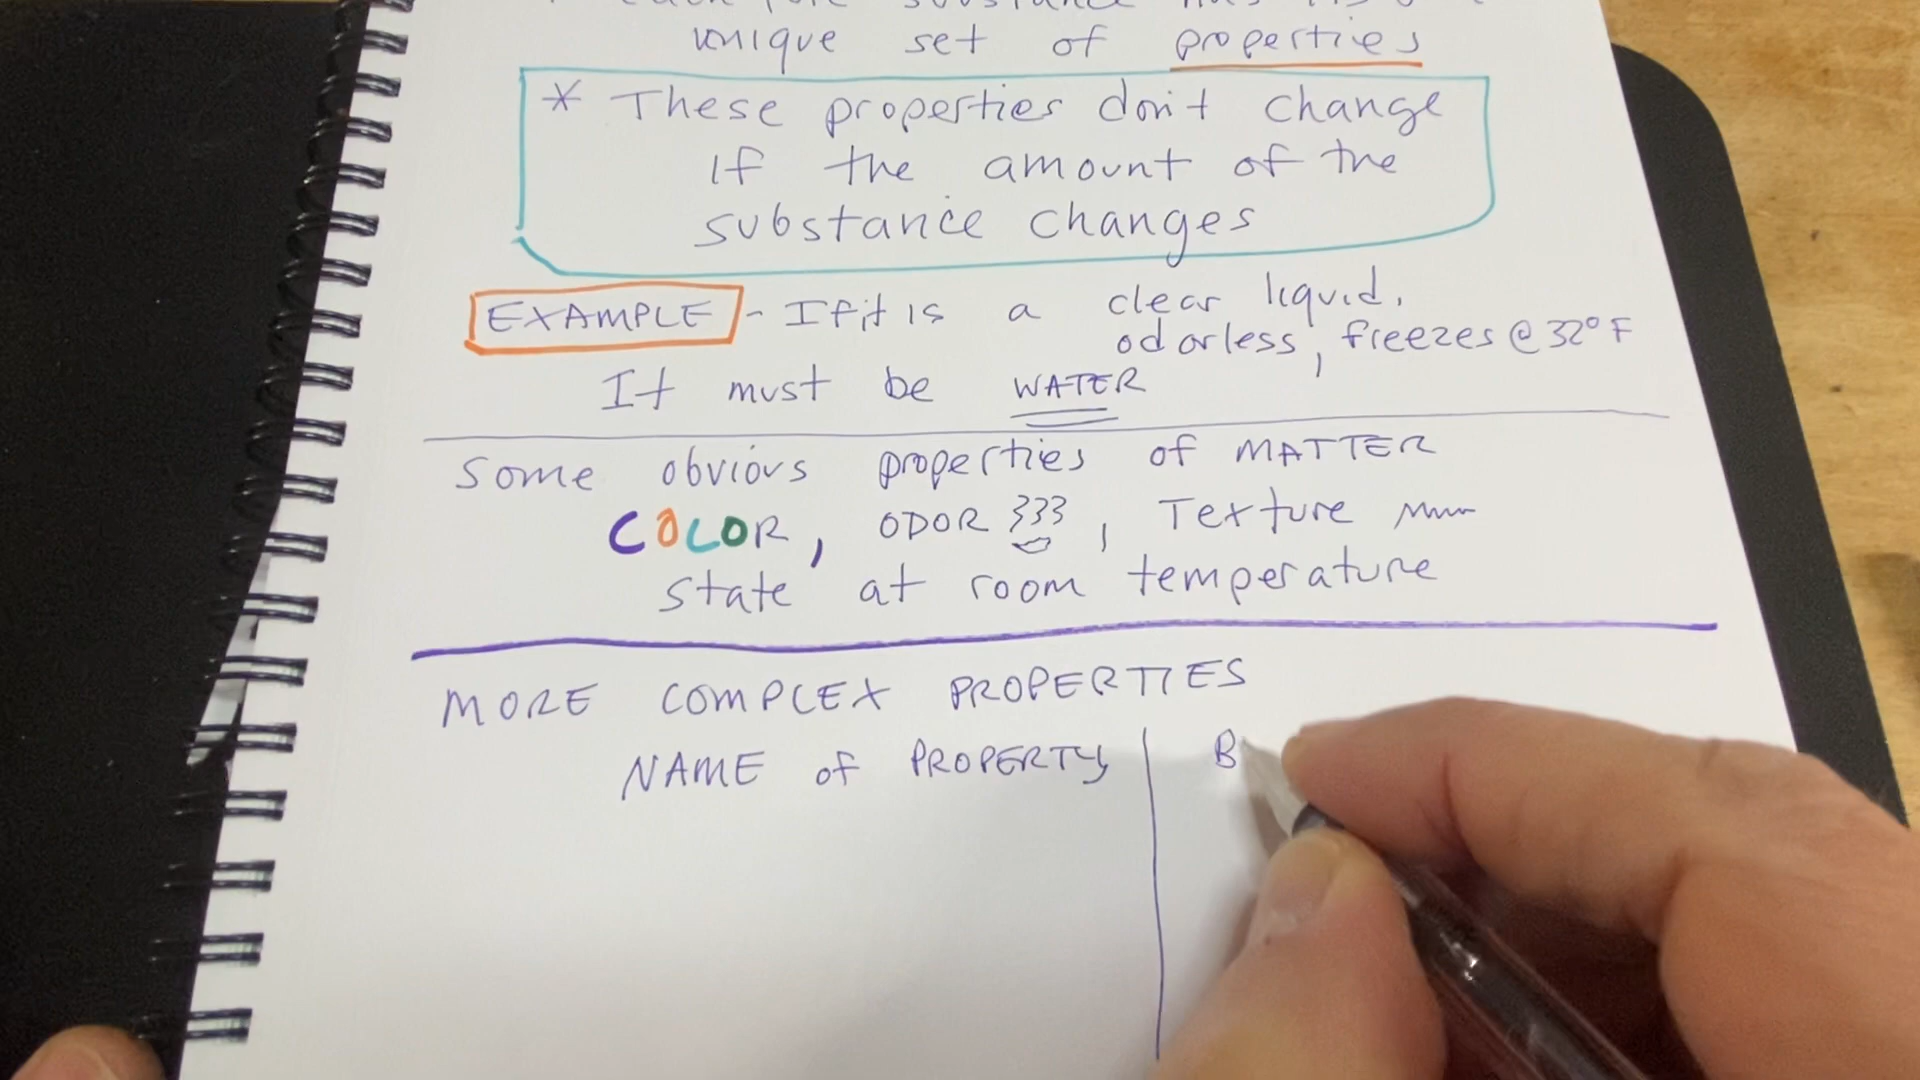 unique set of properties
* These properties don't change
If the amount of the
substance changes
EXAMPLE - If it is a clear liquid,
odorless, freezes @ 32° F
It must be WATER
Some obvious properties of MATTER
COLOR, ODOR, Texture
state at room temperature
MORE COMPLEX PROPERTIES
NAME of PROPERTY B